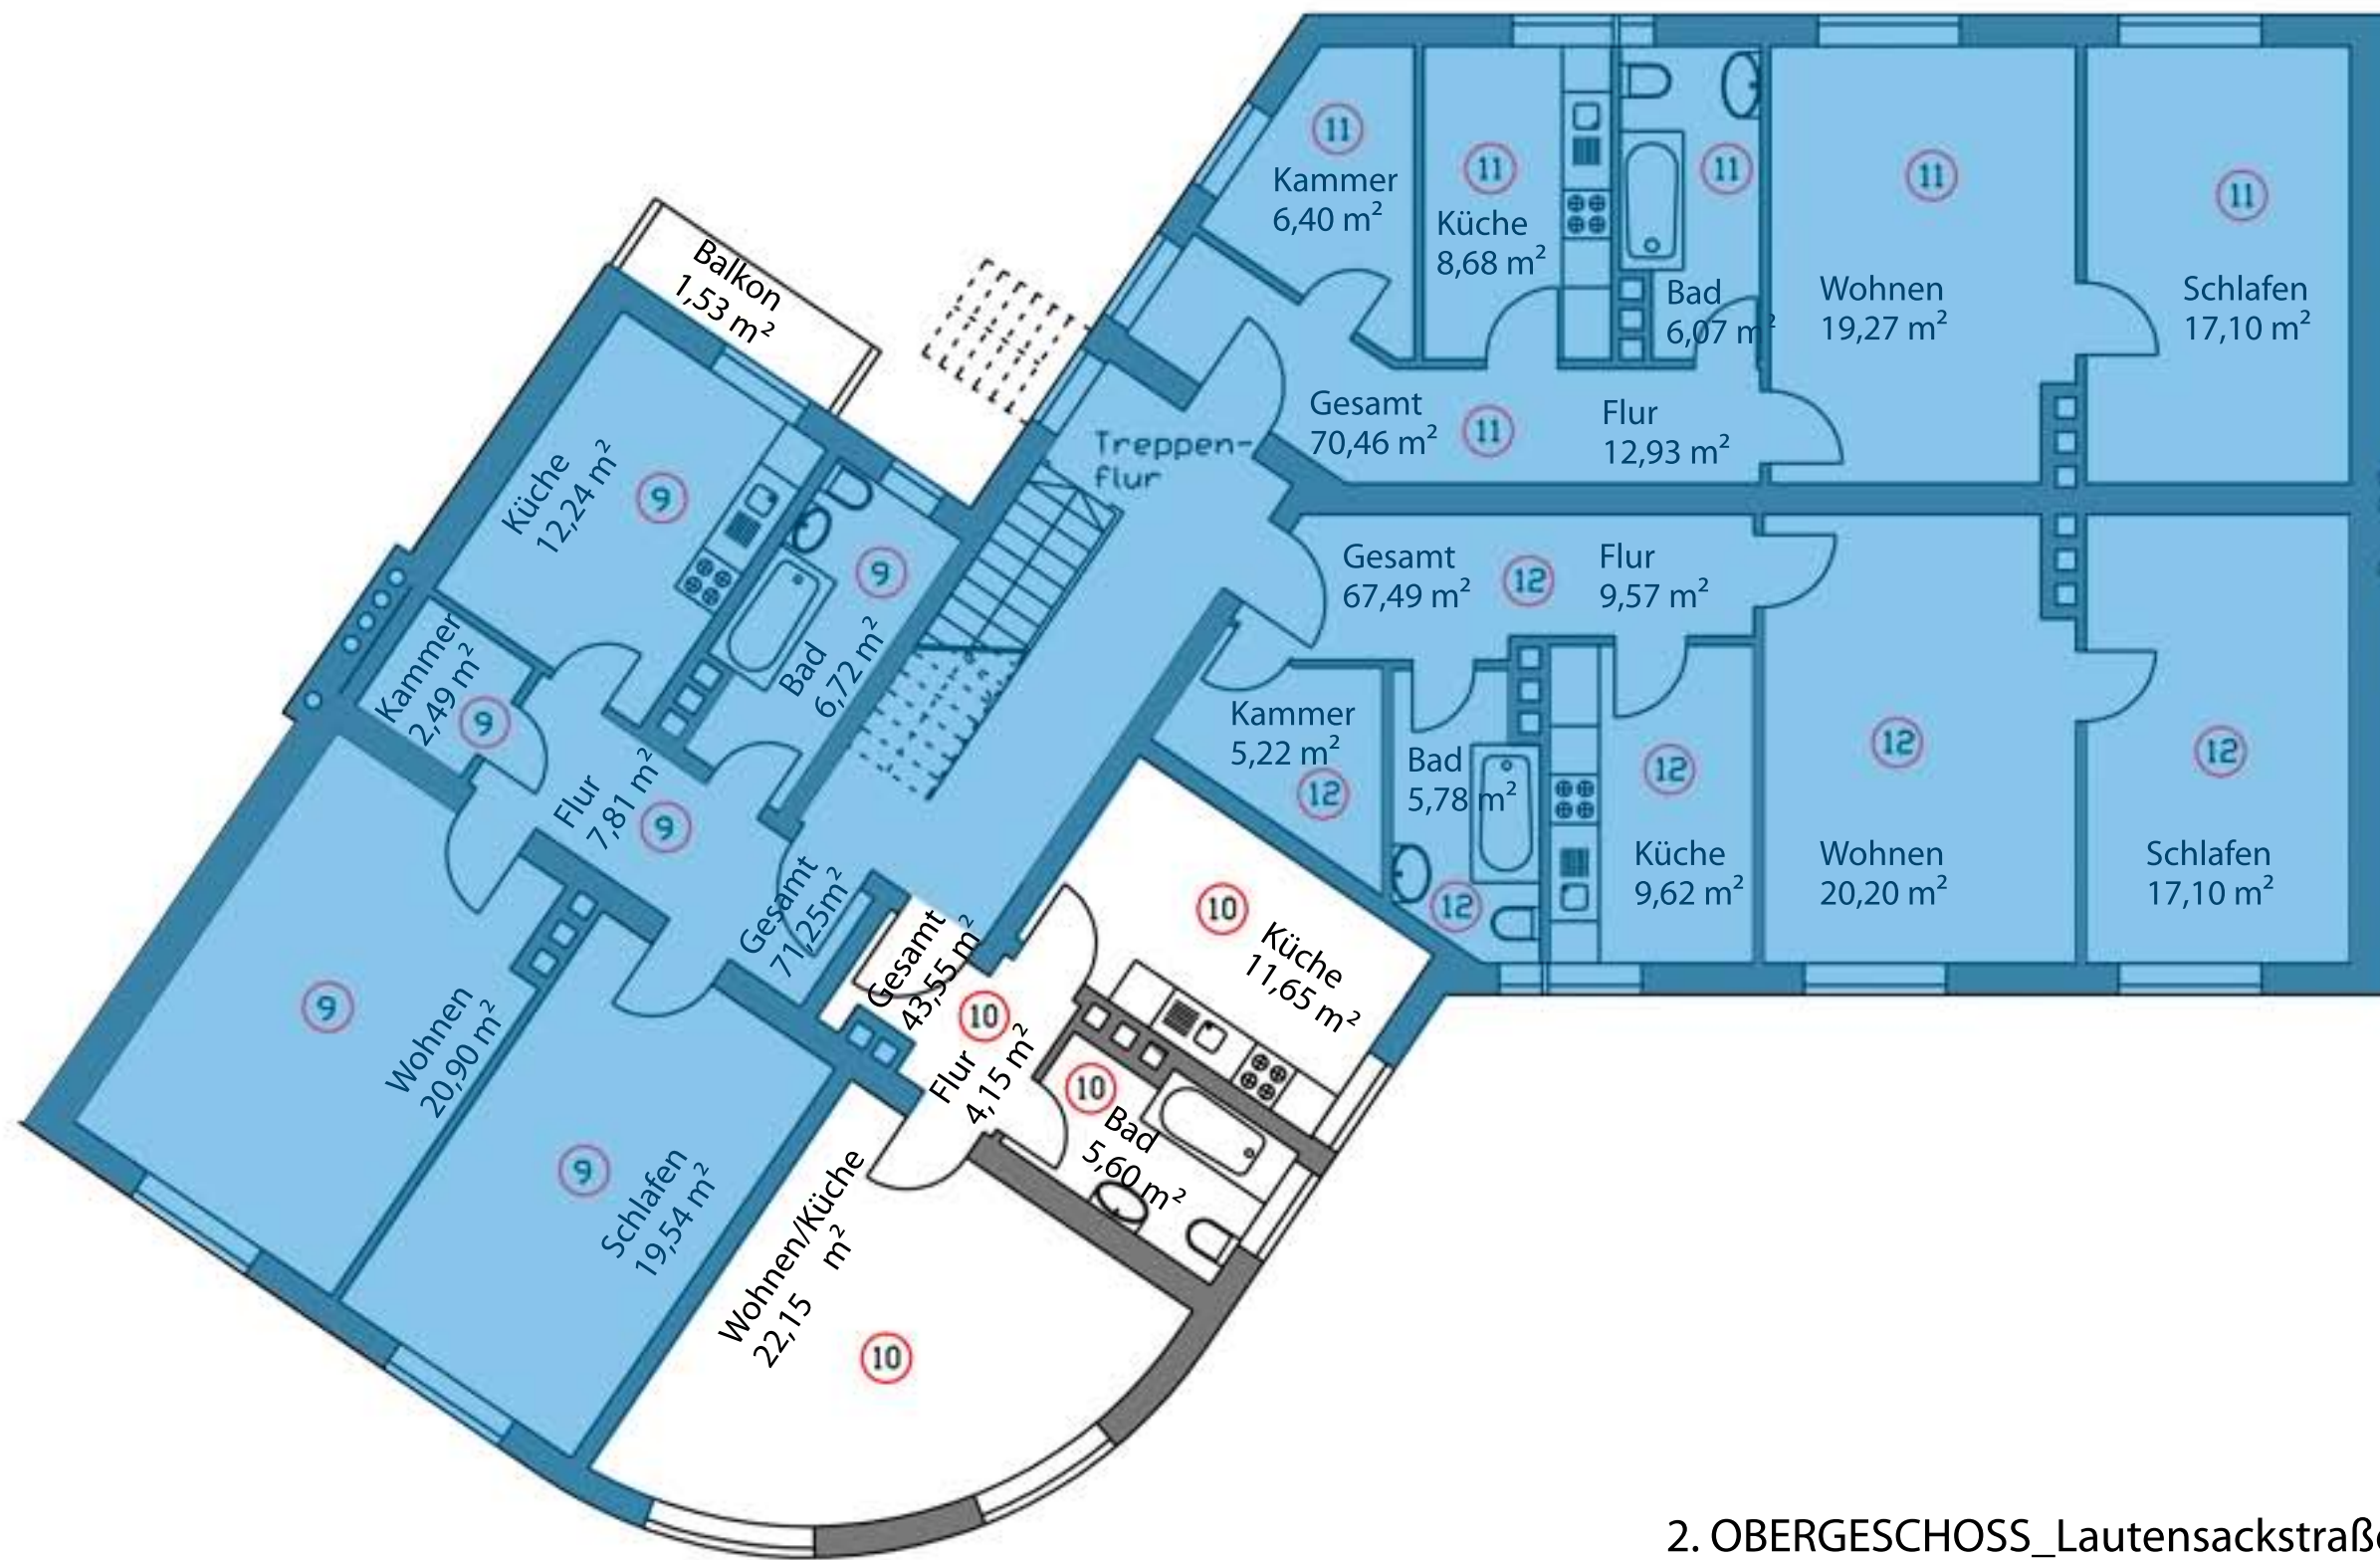 Balkon
1,53 m²
9
Küche
12,24 m²
9
Bad
6,72 m²
Kammer
2,49 m²
9
Flur
7,81 m²
9
Gesamt
71,25m²
9
Wohnen
20,90 m²
9
Schlafen
19,54 m²
Treppen-
flur
Gesamt
43,55 m²
10
Flur
4,15 m²
10
Küche
11,65 m²
10
Bad
5,60 m²
Wohnen/Küche
22,15 m²
10
11
Kammer
6,40 m²
11
Küche
8,68 m²
11
Bad
6,07 m²
11
Wohnen
19,27 m²
11
Schlafen
17,10 m²
Gesamt
70,46 m²
11
Flur
12,93 m²
Gesamt
67,49 m²
12
Flur
9,57 m²
Kammer
5,22 m²
12
Bad
5,78 m²
12
12
Küche
9,62 m²
12
Wohnen
20,20 m²
12
Schlafen
17,10 m²
2. OBERGESCHOSS_Lautensackstraße